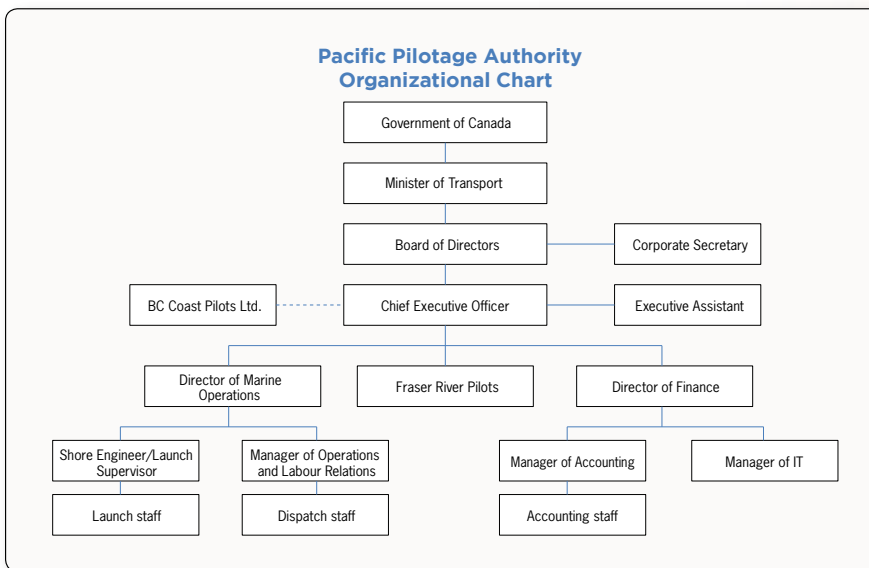 Pacific Pilotage Authority
Organizational Chart
Government of Canada
Minister of Transport
Board of Directors
Corporate Secretary
BC Coast Pilots Ltd.
Chief Executive Officer
Executive Assistant
Director of Marine
Operations
Fraser River Pilots
Director of Finance
Shore Engineer/Launch
Supervisor
Manager of Operations
and Labour Relations
Manager of Accounting
Manager of IT
Launch staff
Dispatch staff
Accounting staff